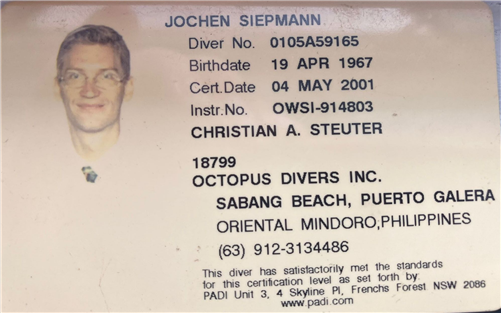 JOCHEN SIEPMANN
Diver No. 0105A59165
Birthdate 19 APR 1967
Cert.Date 04 MAY 2001
Instr.No. OWSI-914803
CHRISTIAN A. STEUTER
18799
OCTOPUS DIVERS INC.
SABANG BEACH, PUERTO GALERA
ORIENTAL MINDORO,PHILIPPINES
(63) 912-3134486
This diver has satisfactorily met the standards
for this certification level as set forth by:
PADI Unit 3, 4 Skyline Pl, Frenchs Forest NSW 2086
www.padi.com